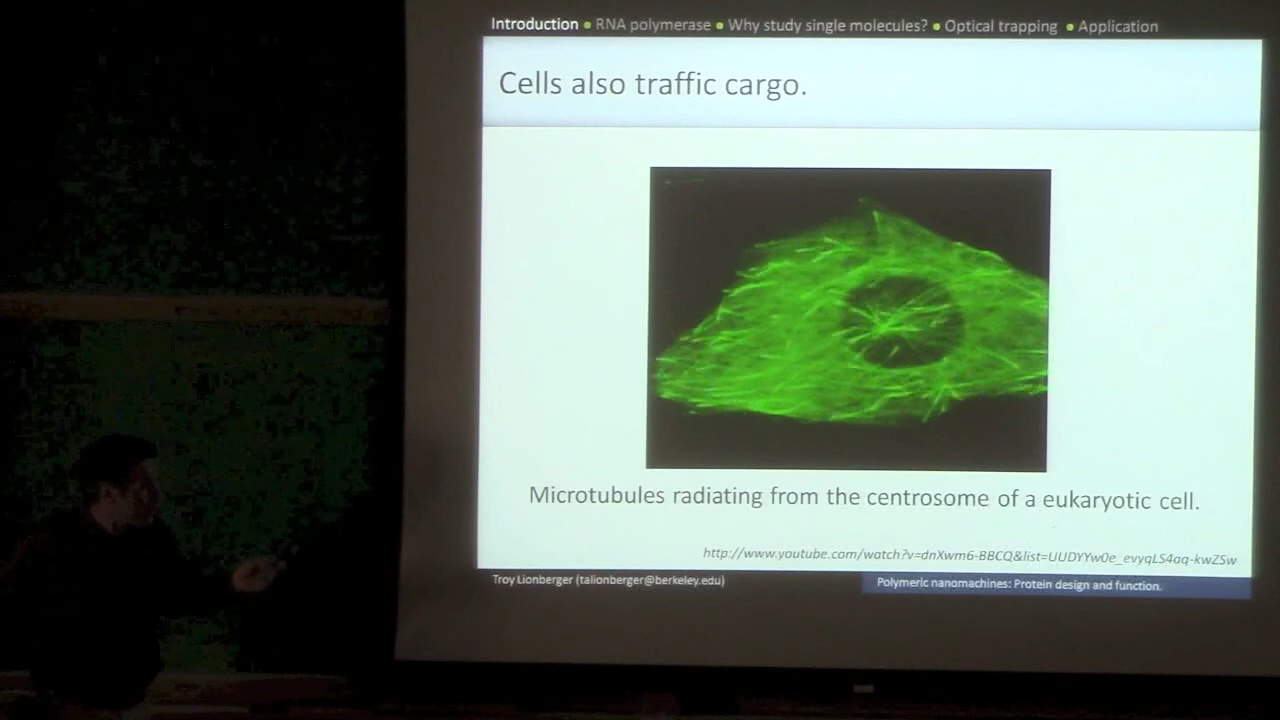 Introduction • RNA polymerase • Why study single molecules? • Optical trapping • Application
Cells also traffic cargo.
Microtubules radiating from the centrosome of a eukaryotic cell.
http://www.youtube.com/watch?v=dnXwm6-BBCQ&list=UUDYYw0e_evyqLS4aq-kwZSw
Troy Lionberger (talionberger@berkeley.edu)
Polymeric nanomachines: Protein design and function.